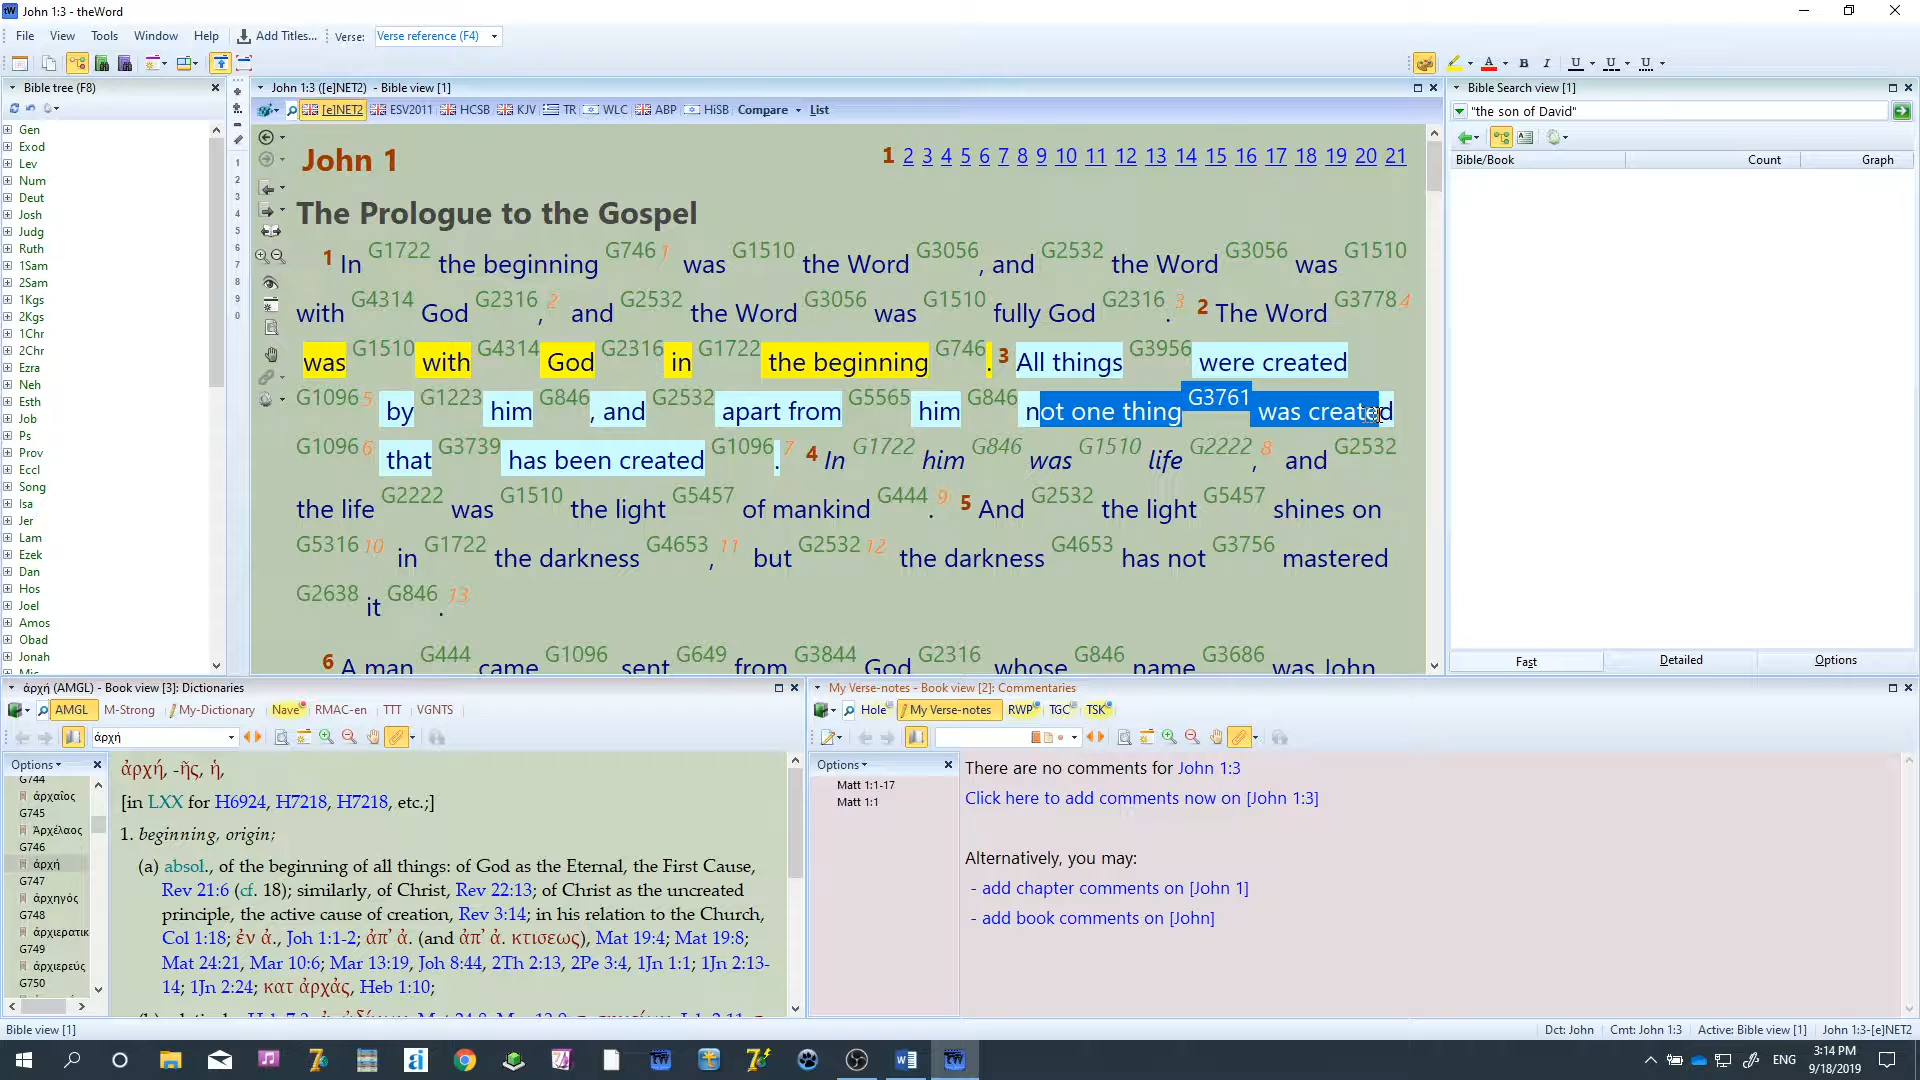 John 1:3 - theWord
File View Tools Window Help Add Titles... Verse: Verse reference (F4)
Bible tree (F8)
Gen
Exod
Lev
Num
Deut
Josh
Judg
Ruth
1Sam
2Sam
1Kgs
2Kgs
1Chr
2Chr
Ezra
Neh
Esth
Job
Ps
Prov
Eccl
Song
Isa
Jer
Lam
Ezek
Dan
Hos
Joel
Amos
Obad
Jonah
1
2
3
4
5
6
7
8
9
0
John 1:3 ([e]NET2) - Bible view [1]
[e]NET2 ESV2011 HCSB KJV TR WLC ABP HiSB Compare List
John 1 1 2 3 4 5 6 7 8 9 10 11 12 13 14 15 16 17 18 19 20 21
The Prologue to the Gospel
1 In G1722 the beginning G746 1 was G1510 the Word G3056 , and G2532 the Word G3056 was G1510
with G4314 God G2316 , 2 and G2532 the Word G3056 was G1510 fully God G2316 . 3 2 The Word G3778 4
was G1510 with G4314 God G2316 in G1722 the beginning G746 . 3 All things G3956 were created
G1096 5 by G1223 him G846 , and G2532 apart from G5565 him G846 not one thing G3761 was created
G1096 6 that G3739 has been created G1096 . 7 4 In G1722 him G846 was G1510 life G2222 , 8 and G2532
the life G2222 was G1510 the light G5457 of mankind G444 . 9 5 And G2532 the light G5457 shines on
G5316 10 in G1722 the darkness G4653 , 11 but G2532 12 the darkness G4653 has not G3756 mastered
G2638 it G846 . 13
6 A man G444 came G1096 sent G649 from G3844 God G2316 whose G846 name G3686 was John
Bible Search view [1]
"the son of David"
Bible/Book Count Graph
Fast Detailed Options
ἀρχή (AMGL) - Book view [3]: Dictionaries
AMGL M-Strong My-Dictionary Nave RMAC-en TTT VGNTS
ἀρχή
Options
G744
ἀρχαῖος
G745
Ἀρχέλαος
G746
ἀρχή
G747
ἀρχηγός
G748
ἀρχιερατικ
G749
ἀρχιερεύς
G750
ἀρχή, -ῆς, ἡ,
[in LXX for H6924, H7218, H7218, etc.;]
1. beginning, origin;
(a) absol., of the beginning of all things: of God as the Eternal, the First Cause,
Rev 21:6 (cf. 18); similarly, of Christ, Rev 22:13; of Christ as the uncreated
principle, the active cause of creation, Rev 3:14; in his relation to the Church,
Col 1:18; ἐν ἀ., Joh 1:1-2; ἀπ' ἀ. (and ἀπ' ἀ. κτισεως), Mat 19:4; Mat 19:8;
Mat 24:21, Mar 10:6; Mar 13:19, Joh 8:44, 2Th 2:13, 2Pe 3:4, 1Jn 1:1; 1Jn 2:13-
14; 1Jn 2:24; κατ ἀρχὰς, Heb 1:10;
My Verse-notes - Book view [2]: Commentaries
Hole My Verse-notes RWP TGC TSK
Options
Matt 1:1-17
Matt 1:1
There are no comments for John 1:3
Click here to add comments now on [John 1:3]
Alternatively, you may:
- add chapter comments on [John 1]
- add book comments on [John]
Bible view [1] Dct: John Cmt: John 1:3 Active: Bible view [1] John 1:3-[e]NET2
ENG 3:14 PM
9/18/2019